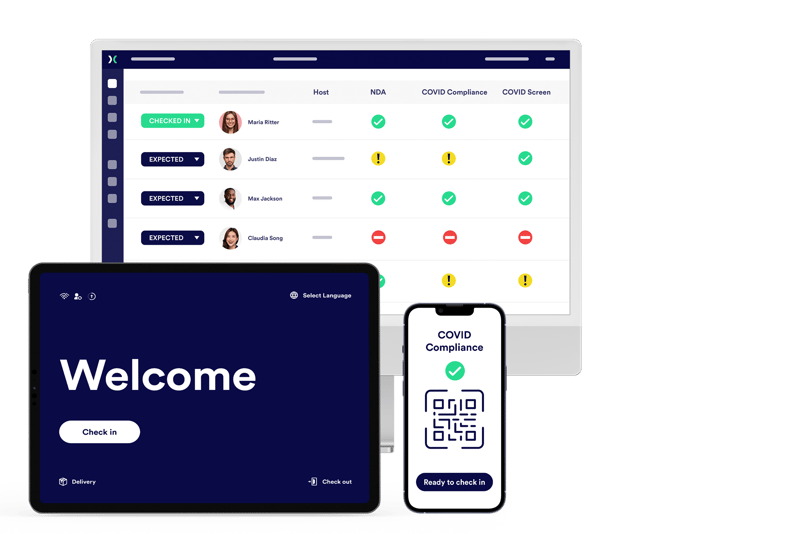 Host NDA COVID Compliance COVID Screen
CHECKED IN Maria Ritter
EXPECTED Justin Diaz
EXPECTED Max Jackson
EXPECTED Claudia Song
Select Language
Welcome
Check in
Delivery
Check out
COVID
Compliance
Ready to check in